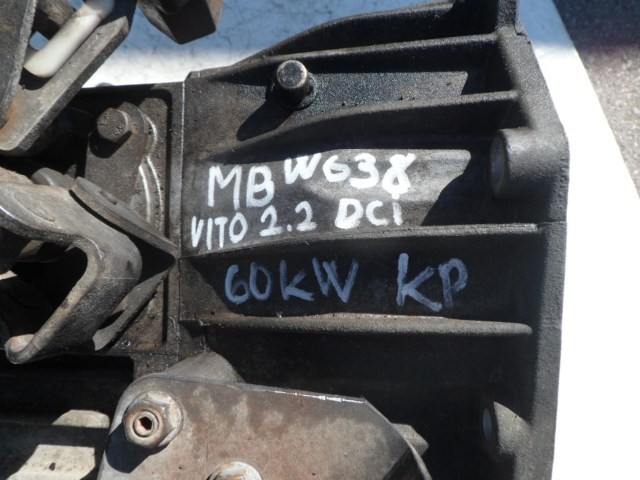 MB W638
VITO 2.2 DCi
60KW KP